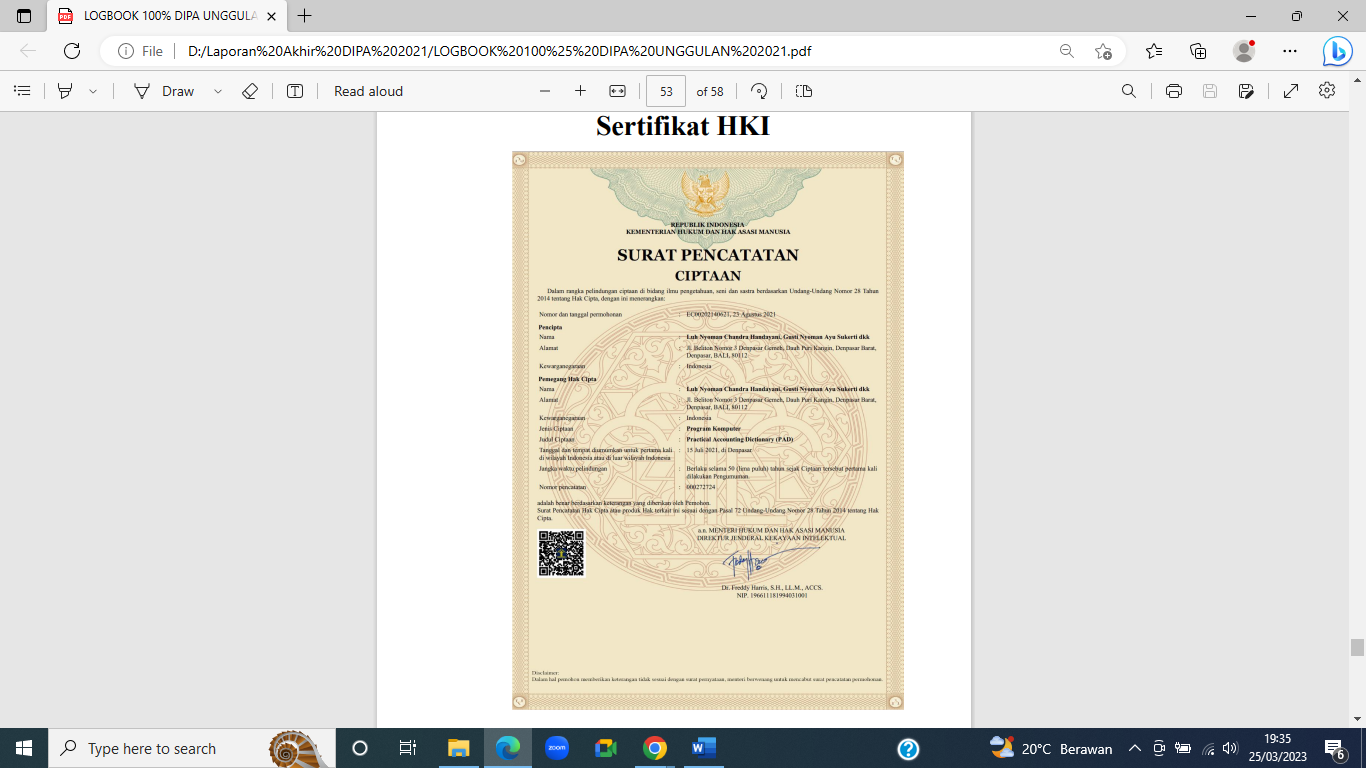 LOGBOOK 100% DIPA UNGGULA
File D:/Laporan%20Akhir%20DIPA%202021/LOGBOOK%20100%25%20DIPA%20UNGGULAN%202021.pdf
Draw Read aloud 53 of 58
Sertifikat HKI
REPUBLIK INDONESIA
KEMENTERIAN HUKUM DAN HAK ASASI MANUSIA
SURAT PENCATATAN
CIPTAAN
Dalam rangka pelindungan ciptaan di bidang ilmu pengetahuan, seni dan sastra berdasarkan Undang-Undang Nomor 28 Tahun
2014 tentang Hak Cipta, dengan ini menerangkan:
Nomor dan tanggal permohonan : EC00202140621, 23 Agustus 2021
Pencipta
Nama : Luh Nyoman Chandra Handayani, Gusti Nyoman Ayu Sukerti dkk
Alamat : Jl. Beliton Nomor 3 Denpasar Gemeh, Dauh Puri Kangin, Denpasar Barat,
Denpasar, BALI, 80112
Kewarganegaraan : Indonesia
Pemegang Hak Cipta
Nama : Luh Nyoman Chandra Handayani, Gusti Nyoman Ayu Sukerti dkk
Alamat : Jl. Beliton Nomor 3 Denpasar Gemeh, Dauh Puri Kangin, Denpasar Barat,
Denpasar, BALI, 80112
Kewarganegaraan : Indonesia
Jenis Ciptaan : Program Komputer
Judul Ciptaan : Practical Accounting Dictionary (PAD)
Tanggal dan tempat diumumkan untuk pertama kali : 15 Juli 2021, di Denpasar
di wilayah Indonesia atau di luar wilayah Indonesia
Jangka waktu pelindungan : Berlaku selama 50 (lima puluh) tahun sejak Ciptaan tersebut pertama kali
dilakukan Pengumuman.
Nomor pencatatan : 000272724
adalah benar berdasarkan keterangan yang diberikan oleh Pemohon.
Surat Pencatatan Hak Cipta atau produk Hak terkait ini sesuai dengan Pasal 72 Undang-Undang Nomor 28 Tahun 2014 tentang Hak
Cipta.
a.n. MENTERI HUKUM DAN HAK ASASI MANUSIA
DIREKTUR JENDERAL KEKAYAAN INTELEKTUAL
Dr. Freddy Harris, S.H., LL.M., ACCS.
NIP. 196611181994031001
Disclaimer:
Dalam hal pemohon memberikan keterangan tidak sesuai dengan surat pernyataan, menteri berwenang untuk mencabut surat pencatatan permohonan.
Type here to search
zoom
20°C Berawan
19:35
25/03/2023
6